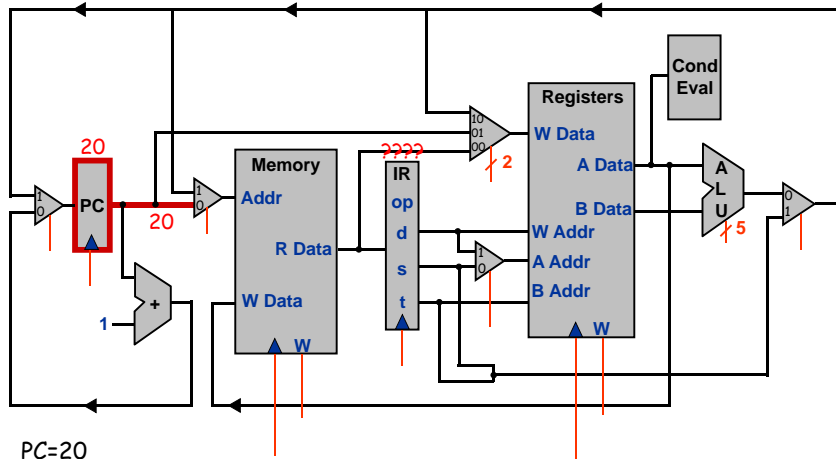 Cond
Eval
Registers
10
01
00
W Data
20
????
2
A
L
U
Memory
IR
A Data
1
0
PC
20
1
0
Addr
op
B Data
0
1
5
R Data
d
W Addr
1
0
s
A Addr
t
B Addr
+
1
W Data
W
W
PC=20